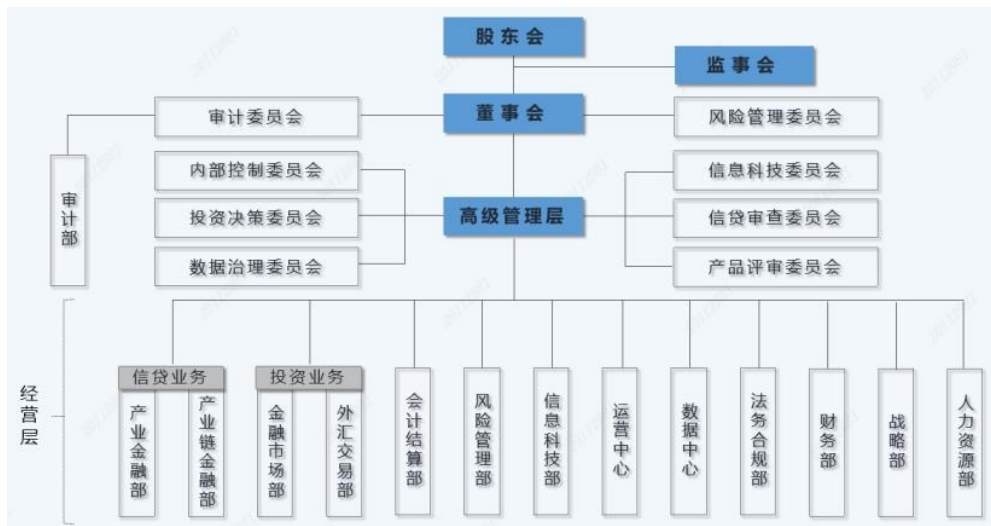 股东会
监事会
审计委员会
董事会
风险管理委员会
内部控制委员会
信息科技委员会
审计部
投资决策委员会
高级管理层
信贷审查委员会
数据治理委员会
产品评审委员会
经营层
信贷业务
投资业务
产业金融部
产业链金融部
金融市场部
外汇交易部
会计结算部
风险管理部
信息科技部
运营中心
数据中心
法务合规部
财务部
战略部
人力资源部